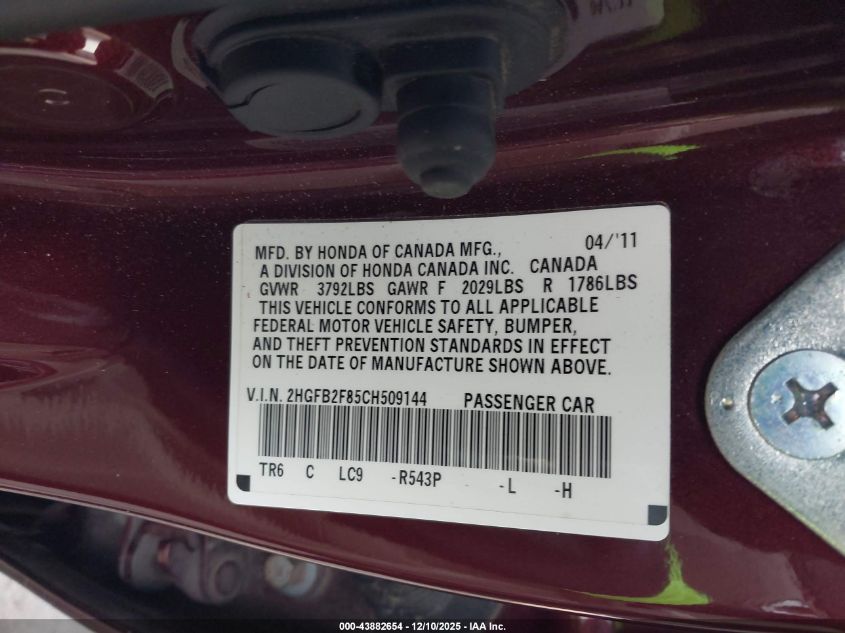 MFD. BY HONDA OF CANADA MFG., 04/'11
A DIVISION OF HONDA CANADA INC. CANADA
GVWR 3792LBS GAWR F 2029LBS R 1786LBS
THIS VEHICLE CONFORMS TO ALL APPLICABLE
FEDERAL MOTOR VEHICLE SAFETY, BUMPER,
AND THEFT PREVENTION STANDARDS IN EFFECT
ON THE DATE OF MANUFACTURE SHOWN ABOVE.
V.I.N. 2HGFB2F85CH509144 PASSENGER CAR
TR6 C LC9 -R543P -L -H
000-43882654 - 12/10/2025 - IAA Inc.